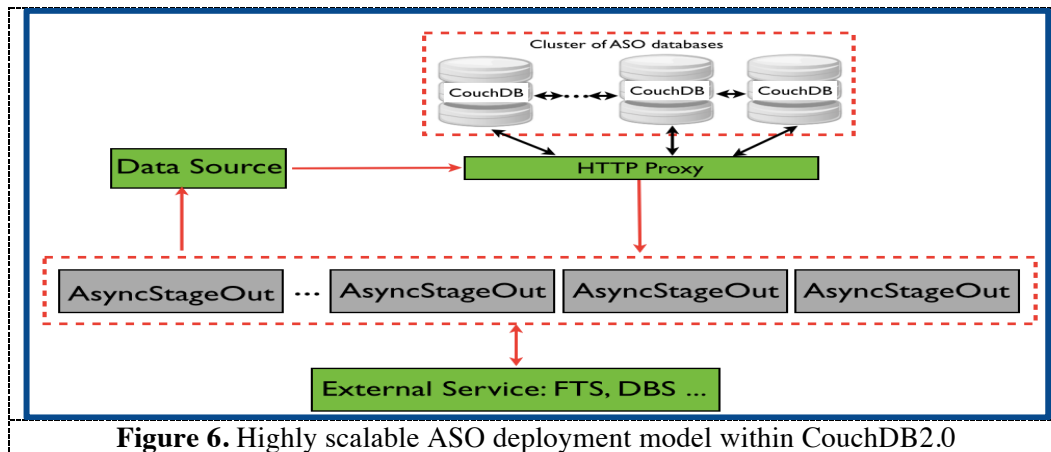 Cluster of ASO databases
CouchDB ... CouchDB CouchDB
Data Source
HTTP Proxy
AsyncStageOut ... AsyncStageOut AsyncStageOut AsyncStageOut
External Service: FTS, DBS ...
Figure 6. Highly scalable ASO deployment model within CouchDB2.0